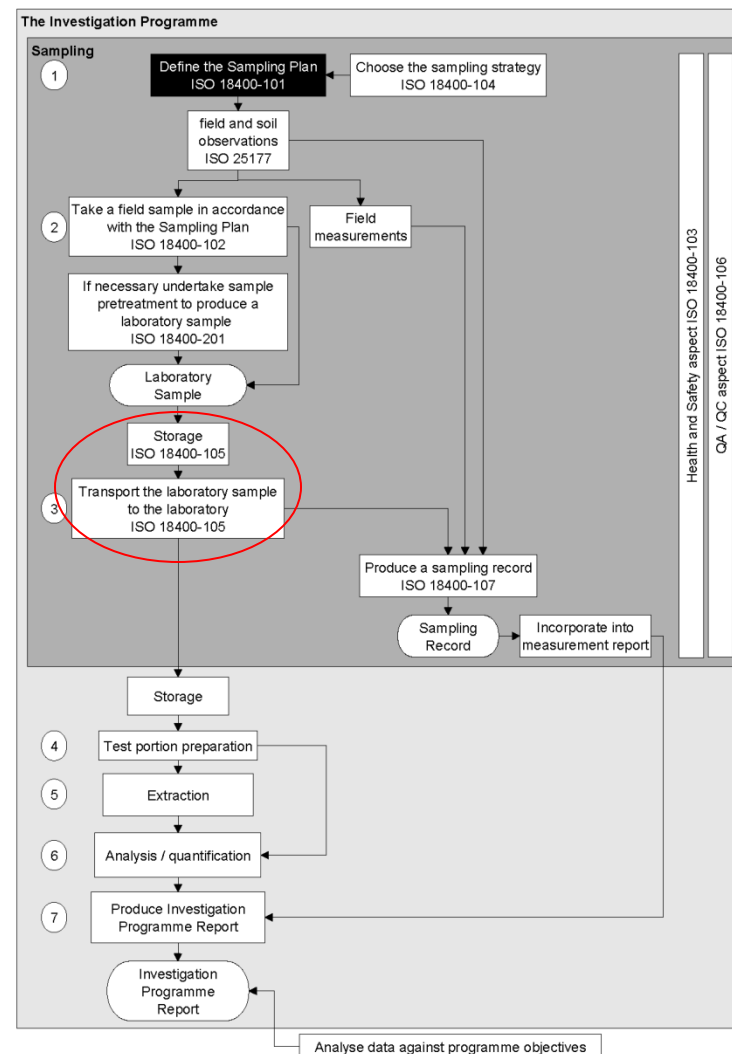 The Investigation Programme
Sampling
1
Define the Sampling Plan
ISO 18400-101
Choose the sampling strategy
ISO 18400-104
field and soil
observations
ISO 25177
2
Take a field sample in accordance
with the Sampling Plan
ISO 18400-102
Field
measurements
If necessary undertake sample
pretreatment to produce a
laboratory sample
ISO 18400-201
Laboratory
Sample
Storage
ISO 18400-105
3
Transport the laboratory sample
to the laboratory
ISO 18400-105
Produce a sampling record
ISO 18400-107
Sampling
Record
Incorporate into
measurement report
Health and Safety aspect ISO 18400-103
QA / QC aspect ISO 18400-106
Storage
4
Test portion preparation
5
Extraction
6
Analysis / quantification
7
Produce Investigation
Programme Report
Investigation
Programme
Report
Analyse data against programme objectives